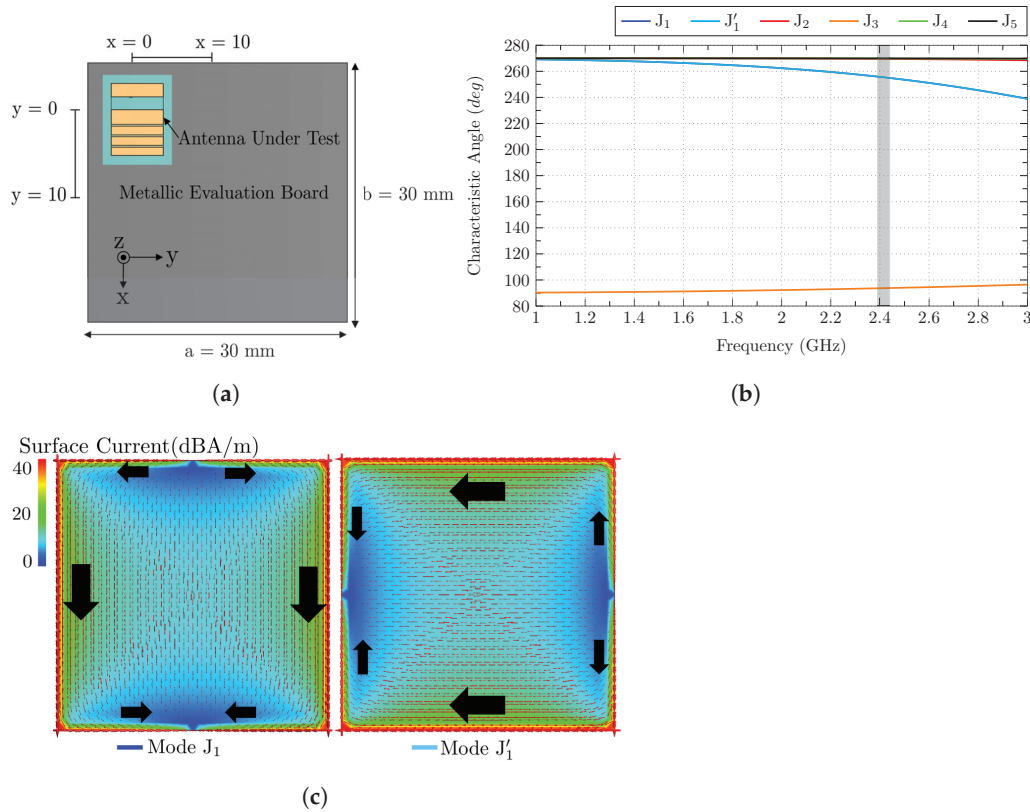 x = 0 x = 10
y = 0
Antenna Under Test
Metallic Evaluation Board
y = 10
b = 30 mm
z
y
x
a = 30 mm
(a)
J₁ J′₁ J₂ J₃ J₄ J₅
Characteristic Angle (deg)
280
260
240
220
200
180
160
140
120
100
80
1 1.2 1.4 1.6 1.8 2 2.2 2.4 2.6 2.8 3
Frequency (GHz)
(b)
Surface Current(dBA/m)
40
20
0
Mode J₁ Mode J′₁
(c)